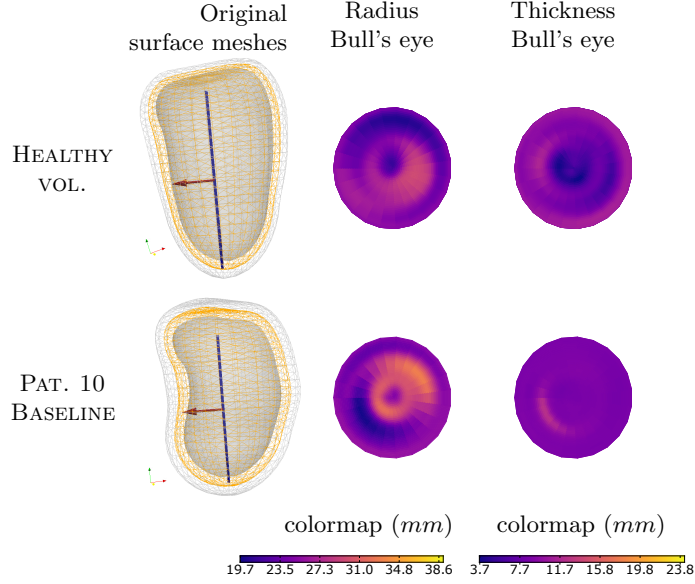 Original
surface meshes
Radius
Bull's eye
Thickness
Bull's eye
HEALTHY
VOL.
PAT. 10
BASELINE
colormap (mm)
colormap (mm)
19.7 23.5 27.3 31.0 34.8 38.6
3.7 7.7 11.7 15.8 19.8 23.8